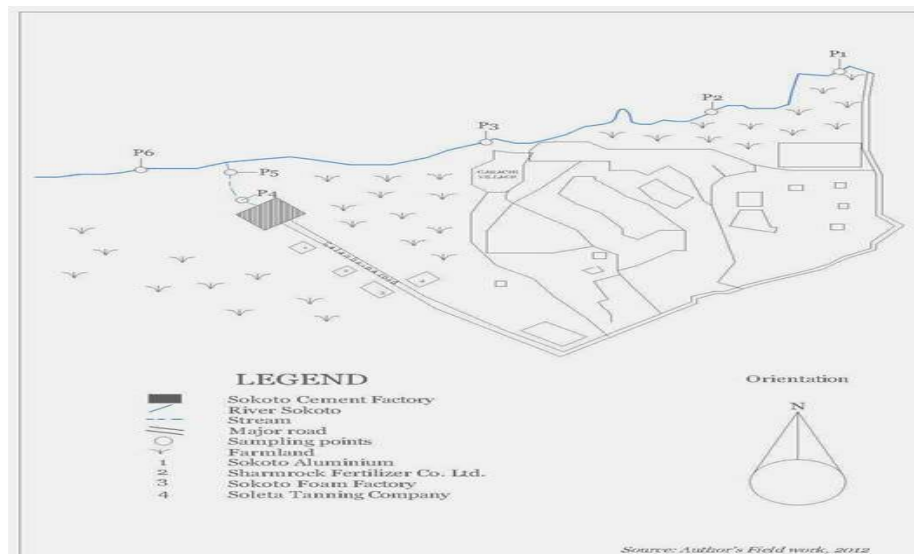 P1
P2
P3
P6
P5
P4
VILLAGE
LEGEND
Sokoto Cement Factory
River Sokoto
Stream
Major road
Sampling points
Farmland
1 Sokoto Aluminium
2 Sharmrock Fertilizer Co. Ltd.
3 Sokoto Foam Factory
4 Soleta Tanning Company
Orientation
N
Source: Author's Field work, 2012